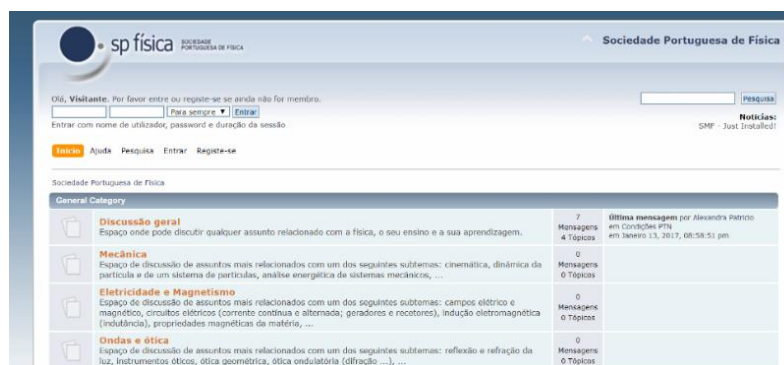 sp física SOCIEDADE PORTUGUESA DE FÍSICA
Sociedade Portuguesa de Física
Olá, Visitante. Por favor entre ou registe-se se ainda não for membro.
Para sempre Entrar
Entrar com nome de utilizador, password e duração da sessão
Pesquisa
Notícias:
SMF - Just Installed!
Início Ajuda Pesquisa Entrar Registe-se
Sociedade Portuguesa de Física
General Category
Discussão geral
Espaço onde pode discutir qualquer assunto relacionado com a física, o seu ensino e a sua aprendizagem.
7
Mensagens
4 Tópicos
Última mensagem por Alexandra Patrício
em Condições PTN
em Janeiro 13, 2017, 08:58:51 pm
Mecânica
Espaço de discussão de assuntos mais relacionados com um dos seguintes subtemas: cinemática, dinâmica da
partícula e de um sistema de partículas, análise energética de sistemas mecânicos, ...
0
Mensagens
0 Tópicos
Eletricidade e Magnetismo
Espaço de discussão de assuntos mais relacionados com um dos seguintes subtemas: campos elétrico e
magnético, circuitos elétricos (corrente contínua e alternada; geradores e recetores), indução eletromagnética
(indutância), propriedades magnéticas da matéria, ...
0
Mensagens
0 Tópicos
Ondas e ótica
Espaço de discussão de assuntos mais relacionados com um dos seguintes subtemas: reflexão e refração da
luz, instrumentos óticos, ótica geométrica, ótica ondulatória (difração ...), ...
0
Mensagens
0 Tópicos